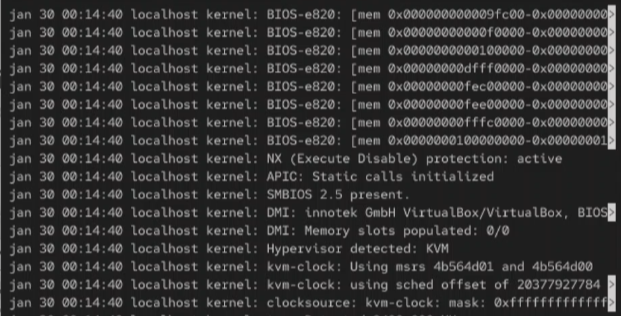 jan 30 00:14:40 localhost kernel: BIOS-e820: [mem 0x000000000009fc00-0x00000000>
jan 30 00:14:40 localhost kernel: BIOS-e820: [mem 0x00000000000f0000-0x00000000>
jan 30 00:14:40 localhost kernel: BIOS-e820: [mem 0x0000000000100000-0x00000000>
jan 30 00:14:40 localhost kernel: BIOS-e820: [mem 0x00000000dfff0000-0x00000000>
jan 30 00:14:40 localhost kernel: BIOS-e820: [mem 0x00000000fec00000-0x00000000>
jan 30 00:14:40 localhost kernel: BIOS-e820: [mem 0x00000000fee00000-0x00000000>
jan 30 00:14:40 localhost kernel: BIOS-e820: [mem 0x00000000fffc0000-0x00000000>
jan 30 00:14:40 localhost kernel: BIOS-e820: [mem 0x0000000100000000-0x00000001>
jan 30 00:14:40 localhost kernel: NX (Execute Disable) protection: active
jan 30 00:14:40 localhost kernel: APIC: Static calls initialized
jan 30 00:14:40 localhost kernel: SMBIOS 2.5 present.
jan 30 00:14:40 localhost kernel: DMI: innotek GmbH VirtualBox/VirtualBox, BIOS>
jan 30 00:14:40 localhost kernel: DMI: Memory slots populated: 0/0
jan 30 00:14:40 localhost kernel: Hypervisor detected: KVM
jan 30 00:14:40 localhost kernel: kvm-clock: Using msrs 4b564d01 and 4b564d00
jan 30 00:14:40 localhost kernel: kvm-clock: using sched offset of 20377927784 >
jan 30 00:14:40 localhost kernel: clocksource: kvm-clock: mask: 0xfffffffffffff>